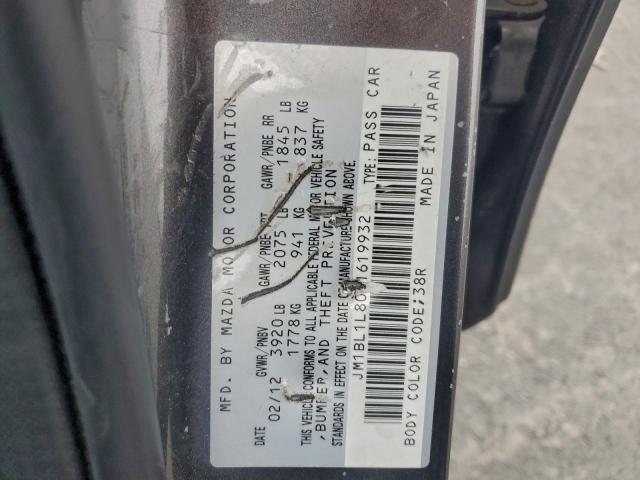 MFD. BY MAZDA MOTOR CORPORATION
DATE GVWR/PNBV GAWR/PNBE GAWR/PNBE RR
02/12 3920 LB 2075 LB 1845 LB
1778 KG 941 KG 837 KG
THIS VEHICLE CONFORMS TO ALL APPLICABLE FEDERAL MOTOR VEHICLE SAFETY
,BUMPER, AND THEFT PREVENTION
STANDARDS IN EFFECT ON THE DATE OF MANUFACTURE SHOWN ABOVE.
TYPE: PASS CAR
BODY COLOR CODE;38R MADE IN JAPAN